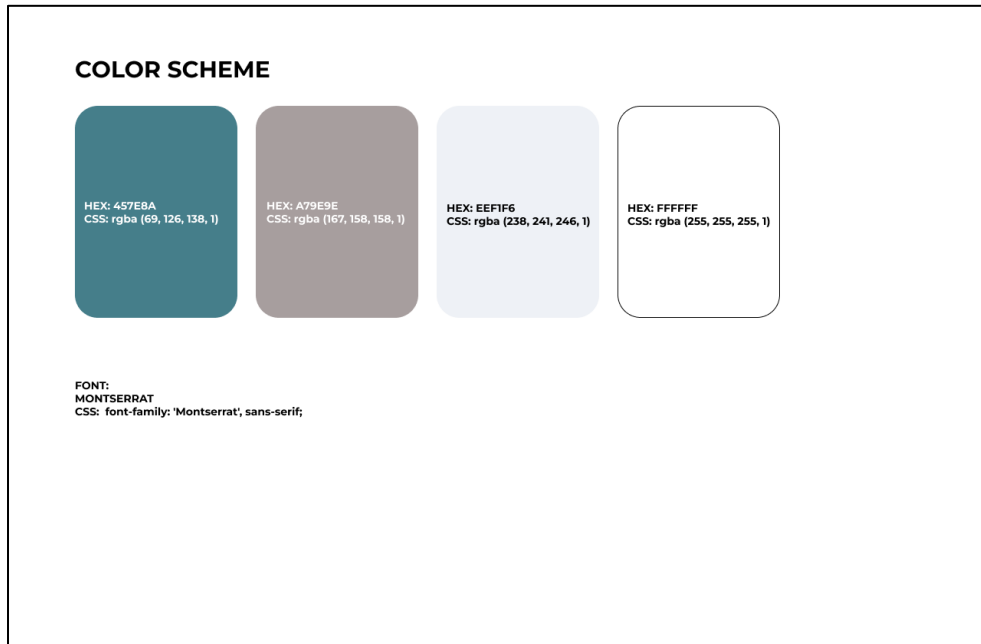 COLOR SCHEME
HEX: 457E8A
CSS: rgba (69, 126, 138, 1)
HEX: A79E9E
CSS: rgba (167, 158, 158, 1)
HEX: EEF1F6
CSS: rgba (238, 241, 246, 1)
HEX: FFFFFF
CSS: rgba (255, 255, 255, 1)
FONT:
MONTSERRAT
CSS:  font-family: 'Montserrat', sans-serif;